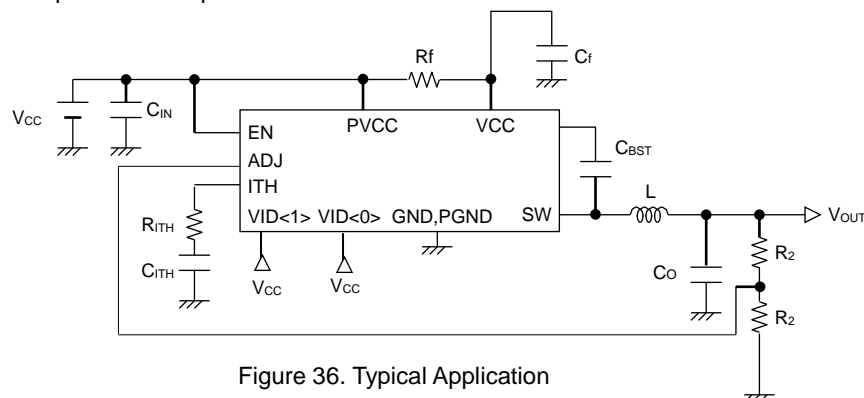 Rf
Cf
VCC
CIN
EN
PVCC
VCC
ADJ
ITH
CBST
L
VOUT
RITH
VID<1>
VID<0>
GND,PGND
SW
R2
CITH
VCC
VCC
CO
R2
Figure 36. Typical Application